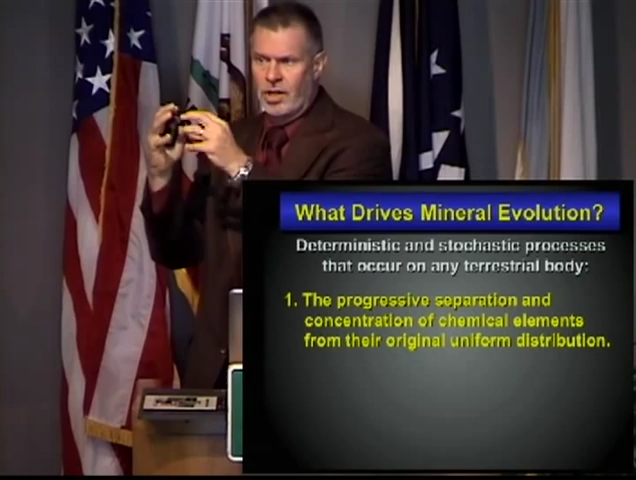 What Drives Mineral Evolution?
Deterministic and stochastic processes
that occur on any terrestrial body:
1. The progressive separation and
concentration of chemical elements
from their original uniform distribution.